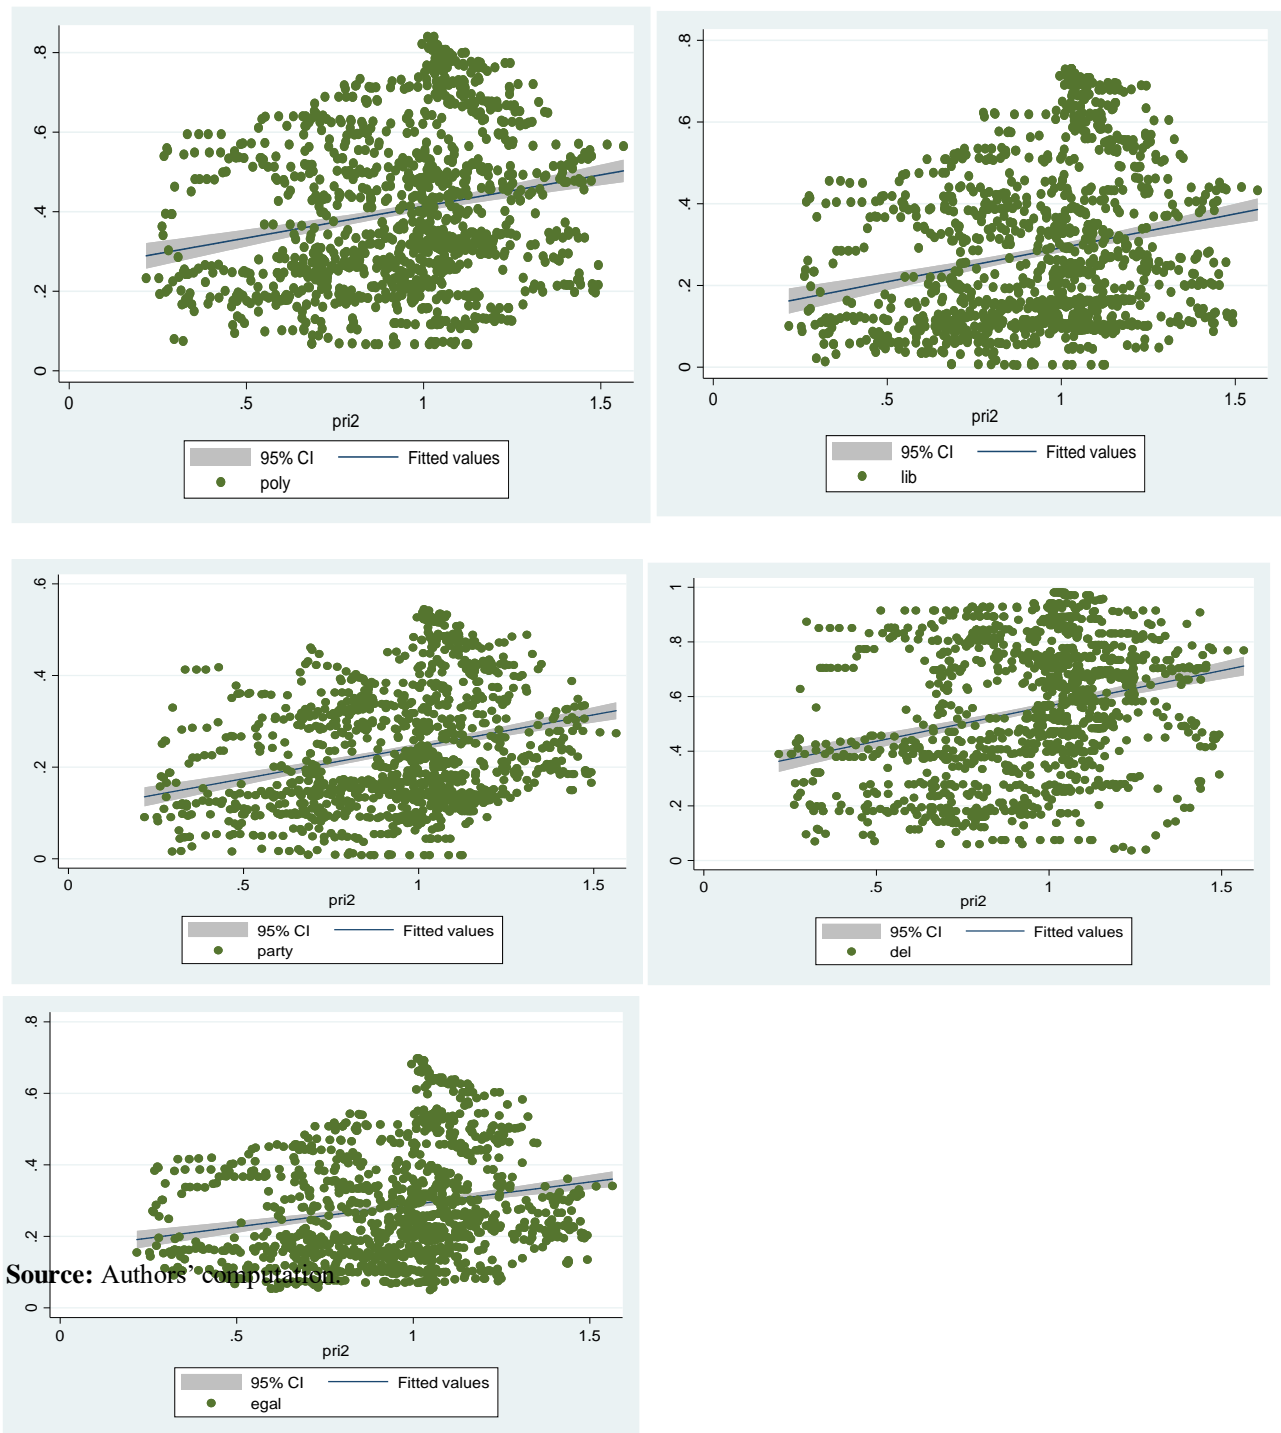 .8
.6
.4
.2
0
0 .5 1 1.5
pri2
95% CI Fitted values
poly
.8
.6
.4
.2
0
0 .5 1 1.5
pri2
95% CI Fitted values
lib
.6
.4
.2
0
0 .5 1 1.5
pri2
95% CI Fitted values
party
1
.8
.6
.4
.2
0
0 .5 1 1.5
pri2
95% CI Fitted values
del
.8
.6
.4
.2
Source: Authors’ computation.
0
0 .5 1 1.5
pri2
95% CI Fitted values
egal